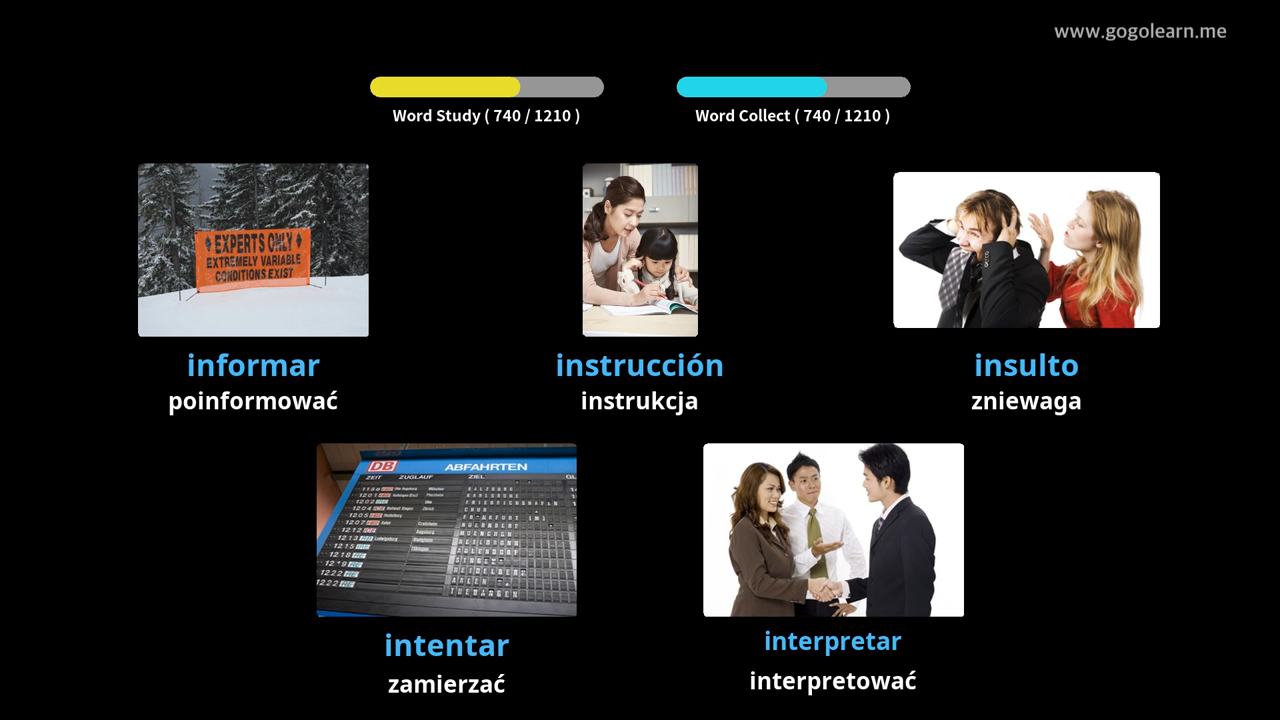 www.gogolearn.me
Word Study ( 740 / 1210 )
Word Collect ( 740 / 1210 )
EXPERTS ONLY
EXTREMELY VARIABLE
CONDITIONS EXIST
informar
poinformować
instrucción
instrukcja
insulto
zniewaga
DB ABFAHRTEN
ZEIT ZUGLAUF ZIEL
intentar
zamierzać
interpretar
interpretować